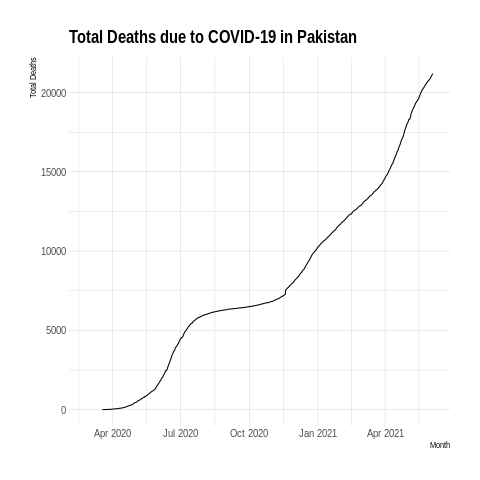 Total Deaths due to COVID-19 in Pakistan
Total Deaths
20000
15000
10000
5000
0
Apr 2020 Jul 2020 Oct 2020 Jan 2021 Apr 2021
Month